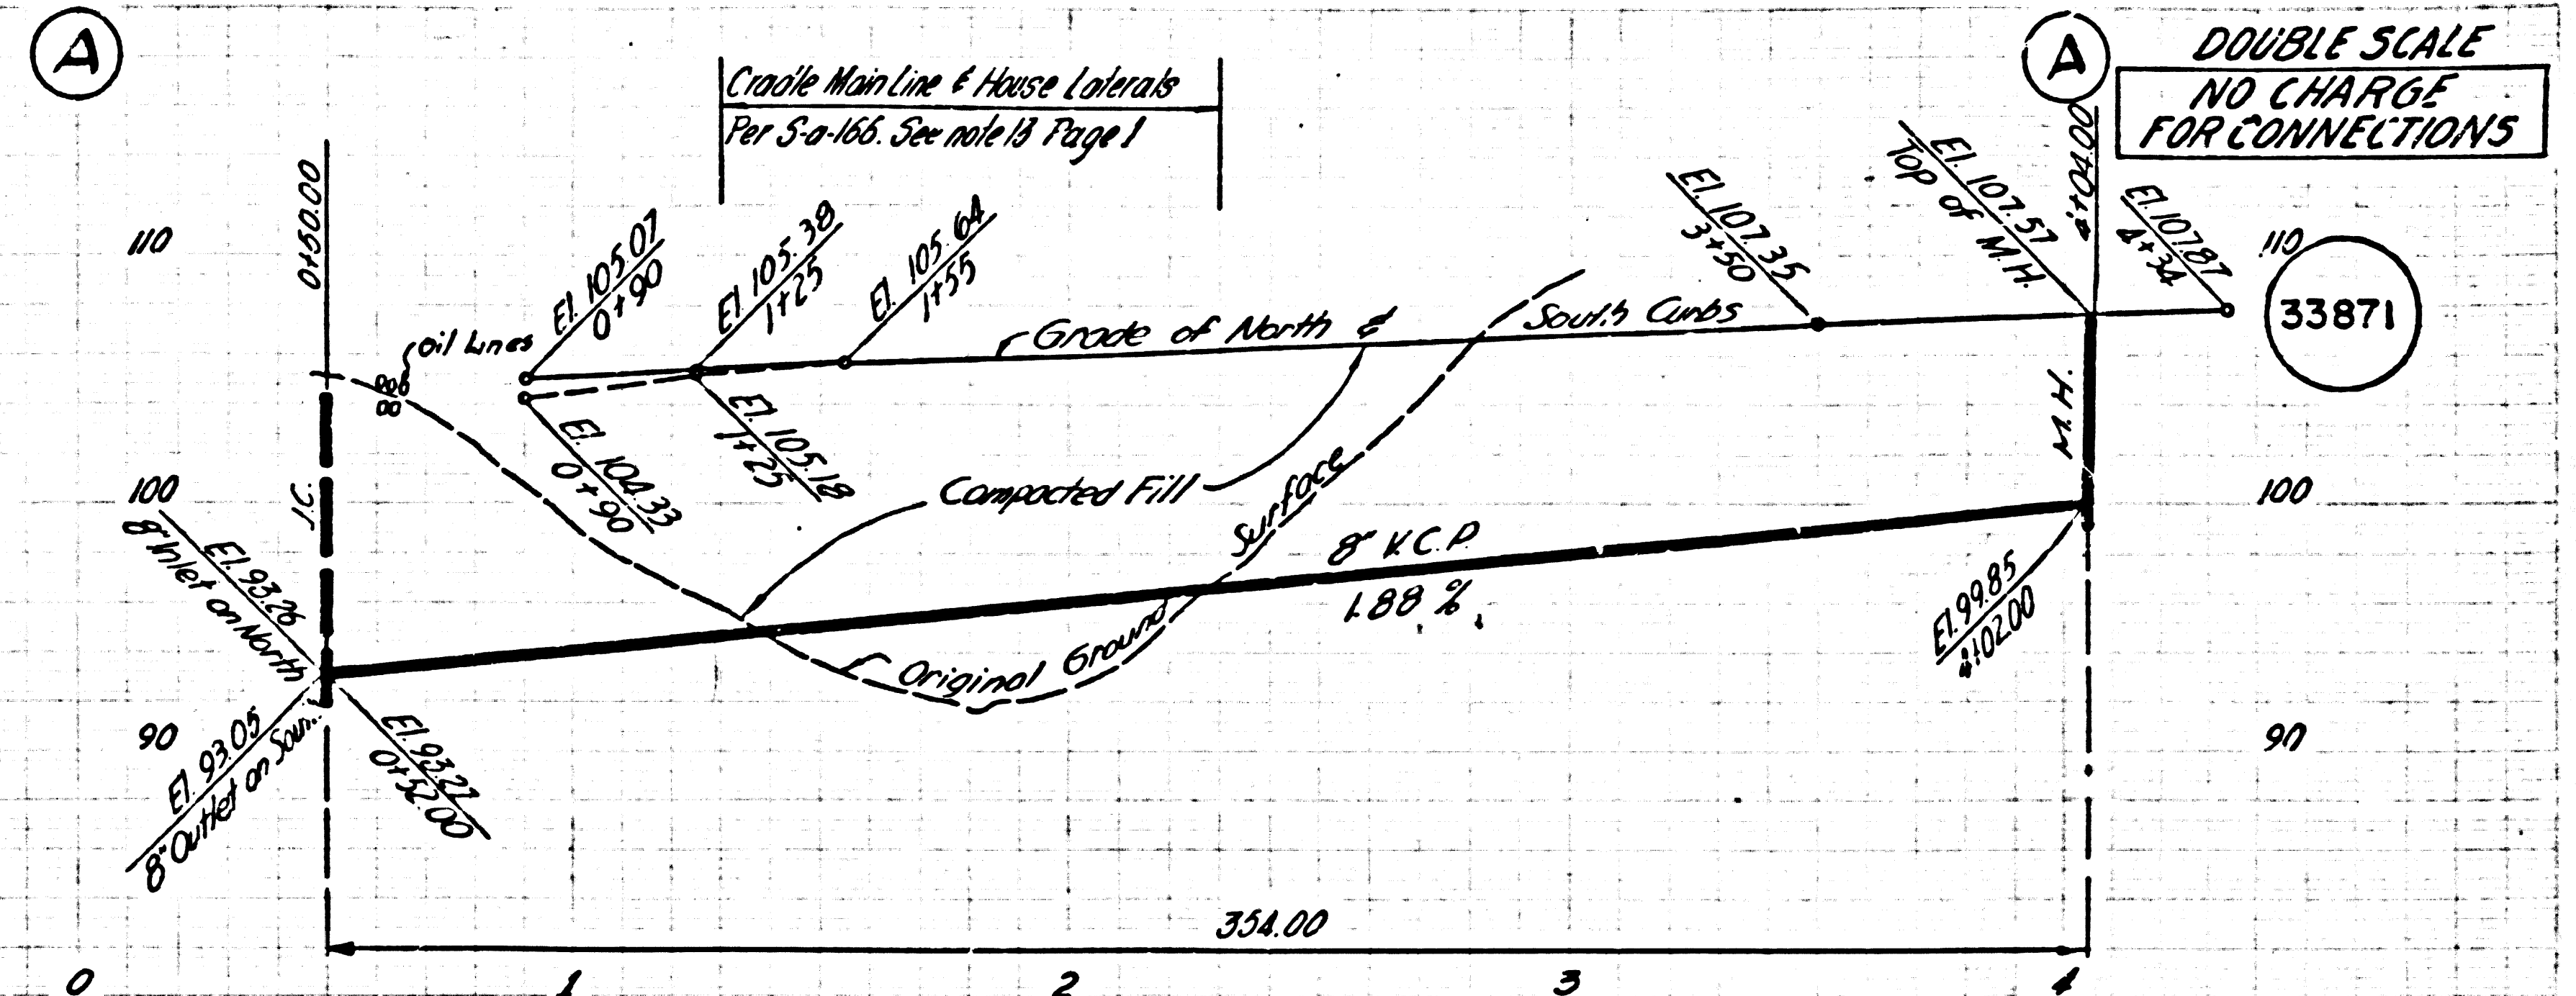 A
A
DOUBLE SCALE
NO CHARGE
FOR CONNECTIONS
Cradle Main Line & House Laterals
Per S-a-166. See note 13 Page 1
0+50.00
4+04.00
110
El. 105.07
0+90
El. 105.38
1+25
El. 105.64
1+55
El. 107.35
3+50
El. 107.57
Top of M.H.
El. 107.87
4+34
110
33871
Oil Lines
Grade of North &
South Curbs
El. 104.33
0+90
El. 105.18
1+25
Compacted Fill
Surface
M.H.
100
100
8" Inlet on North
El. 93.26
8" V.C.P.
1.88 %
El. 99.85
4+02.00
Original Ground
90
90
El. 93.05
8" Outlet on
El. 93.27
0+52.00
354.00
0
1
2
3
4